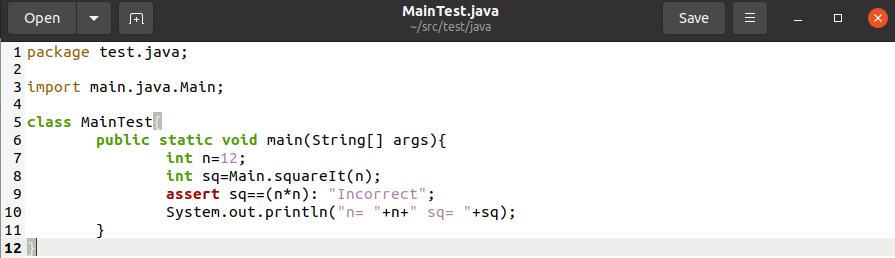 Open MainTest.java Save
~/src/test/java
1 package test.java;
2
3 import main.java.Main;
4
5 class MainTest{
6 public static void main(String[] args){
7 int n=12;
8 int sq=Main.squareIt(n);
9 assert sq==(n*n): "Incorrect";
10 System.out.println("n= "+n+" sq= "+sq);
11 }
12 }